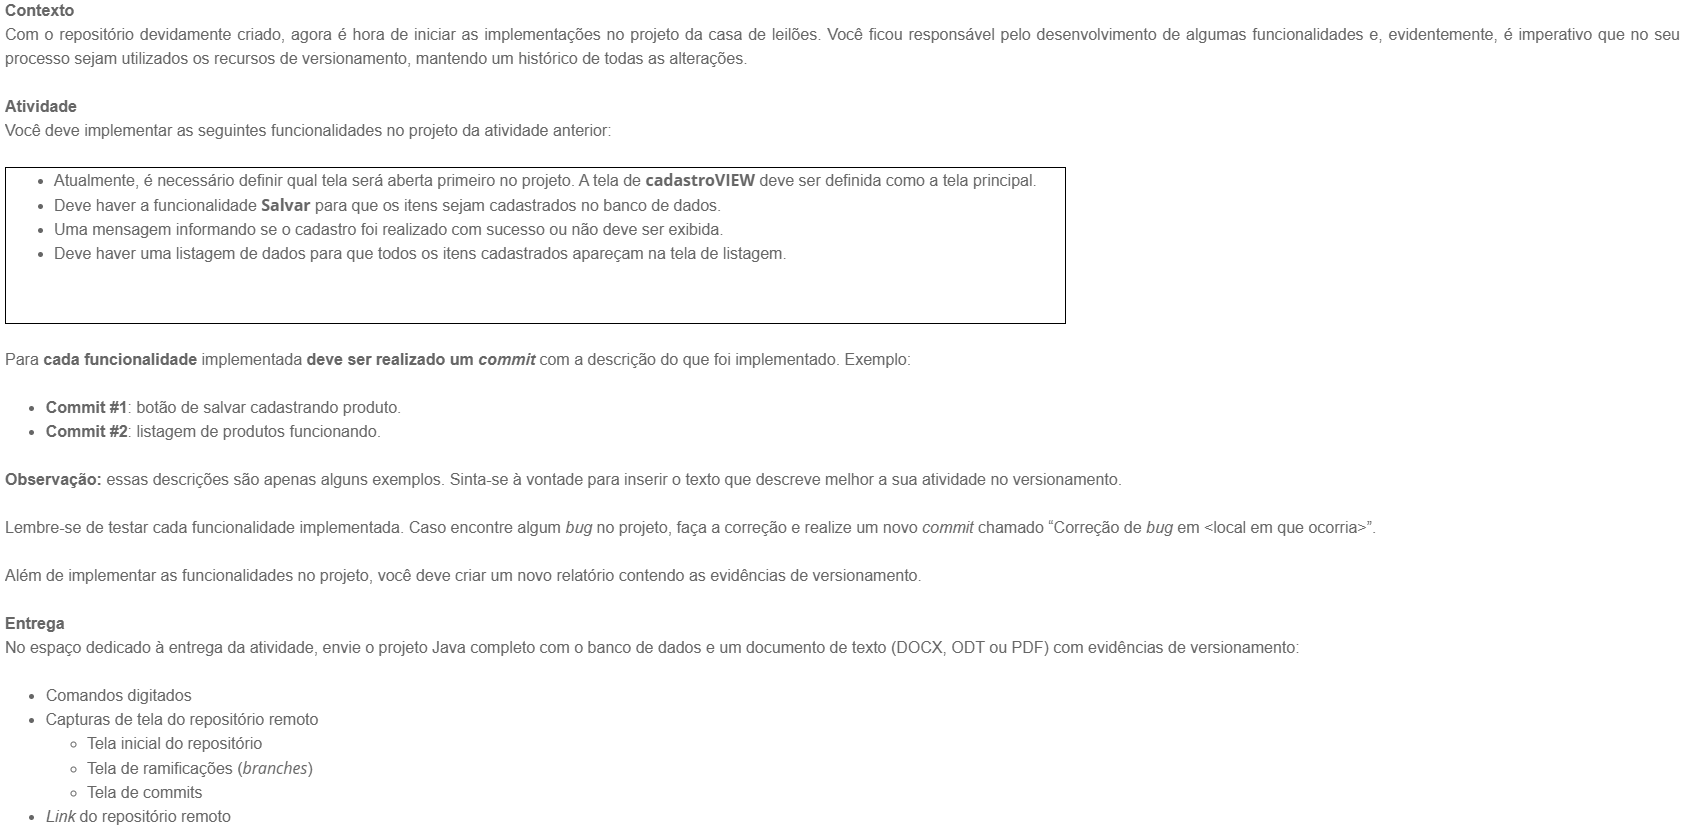 Contexto
Com o repositório devidamente criado, agora é hora de iniciar as implementações no projeto da casa de leilões. Você ficou responsável pelo desenvolvimento de algumas funcionalidades e, evidentemente, é imperativo que no seu
processo sejam utilizados os recursos de versionamento, mantendo um histórico de todas as alterações.
Atividade
Você deve implementar as seguintes funcionalidades no projeto da atividade anterior:
• Atualmente, é necessário definir qual tela será aberta primeiro no projeto. A tela de cadastroVIEW deve ser definida como a tela principal.
• Deve haver a funcionalidade Salvar para que os itens sejam cadastrados no banco de dados.
• Uma mensagem informando se o cadastro foi realizado com sucesso ou não deve ser exibida.
• Deve haver uma listagem de dados para que todos os itens cadastrados apareçam na tela de listagem.
Para cada funcionalidade implementada deve ser realizado um commit com a descrição do que foi implementado. Exemplo:
• Commit #1: botão de salvar cadastrando produto.
• Commit #2: listagem de produtos funcionando.
Observação: essas descrições são apenas alguns exemplos. Sinta-se à vontade para inserir o texto que descreve melhor a sua atividade no versionamento.
Lembre-se de testar cada funcionalidade implementada. Caso encontre algum bug no projeto, faça a correção e realize um novo commit chamado “Correção de bug em <local em que ocorria>”.
Além de implementar as funcionalidades no projeto, você deve criar um novo relatório contendo as evidências de versionamento.
Entrega
No espaço dedicado à entrega da atividade, envie o projeto Java completo com o banco de dados e um documento de texto (DOCX, ODT ou PDF) com evidências de versionamento:
• Comandos digitados
• Capturas de tela do repositório remoto
◦ Tela inicial do repositório
◦ Tela de ramificações (branches)
◦ Tela de commits
• Link do repositório remoto